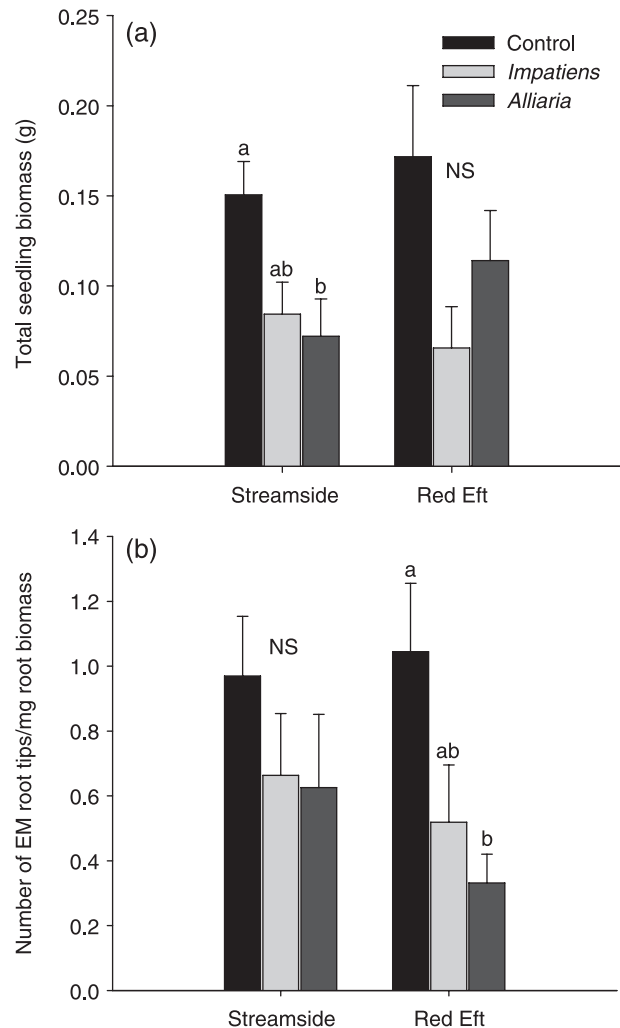 (a)
Total seedling biomass (g)
0.25
0.20
0.15
0.10
0.05
0.00
Control
Impatiens
Alliaria
a
ab
b
NS
Streamside
Red Eft
(b)
Number of EM root tips/mg root biomass
1.4
1.2
1.0
0.8
0.6
0.4
0.2
0.0
NS
a
ab
b
Streamside
Red Eft